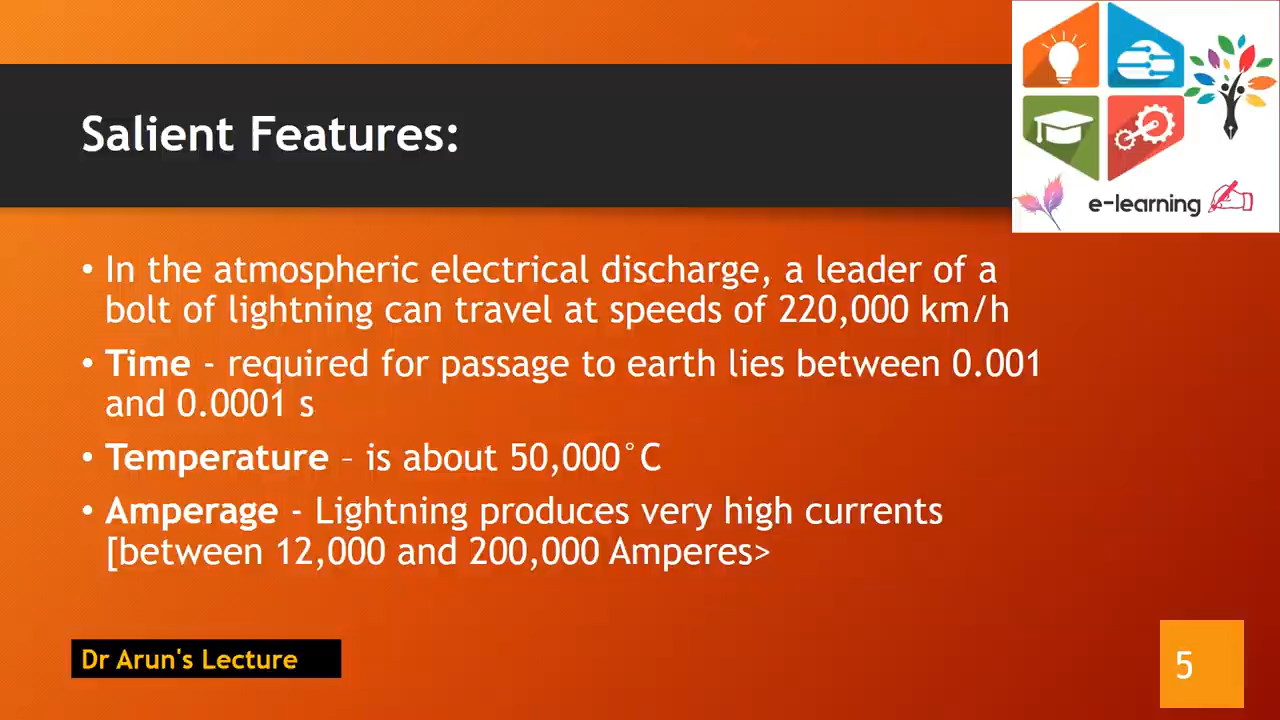 Salient Features:
e-learning
• In the atmospheric electrical discharge, a leader of a
bolt of lightning can travel at speeds of 220,000 km/h
• Time - required for passage to earth lies between 0.001
and 0.0001 s
• Temperature – is about 50,000°C
• Amperage - Lightning produces very high currents
[between 12,000 and 200,000 Amperes>
Dr Arun's Lecture
5